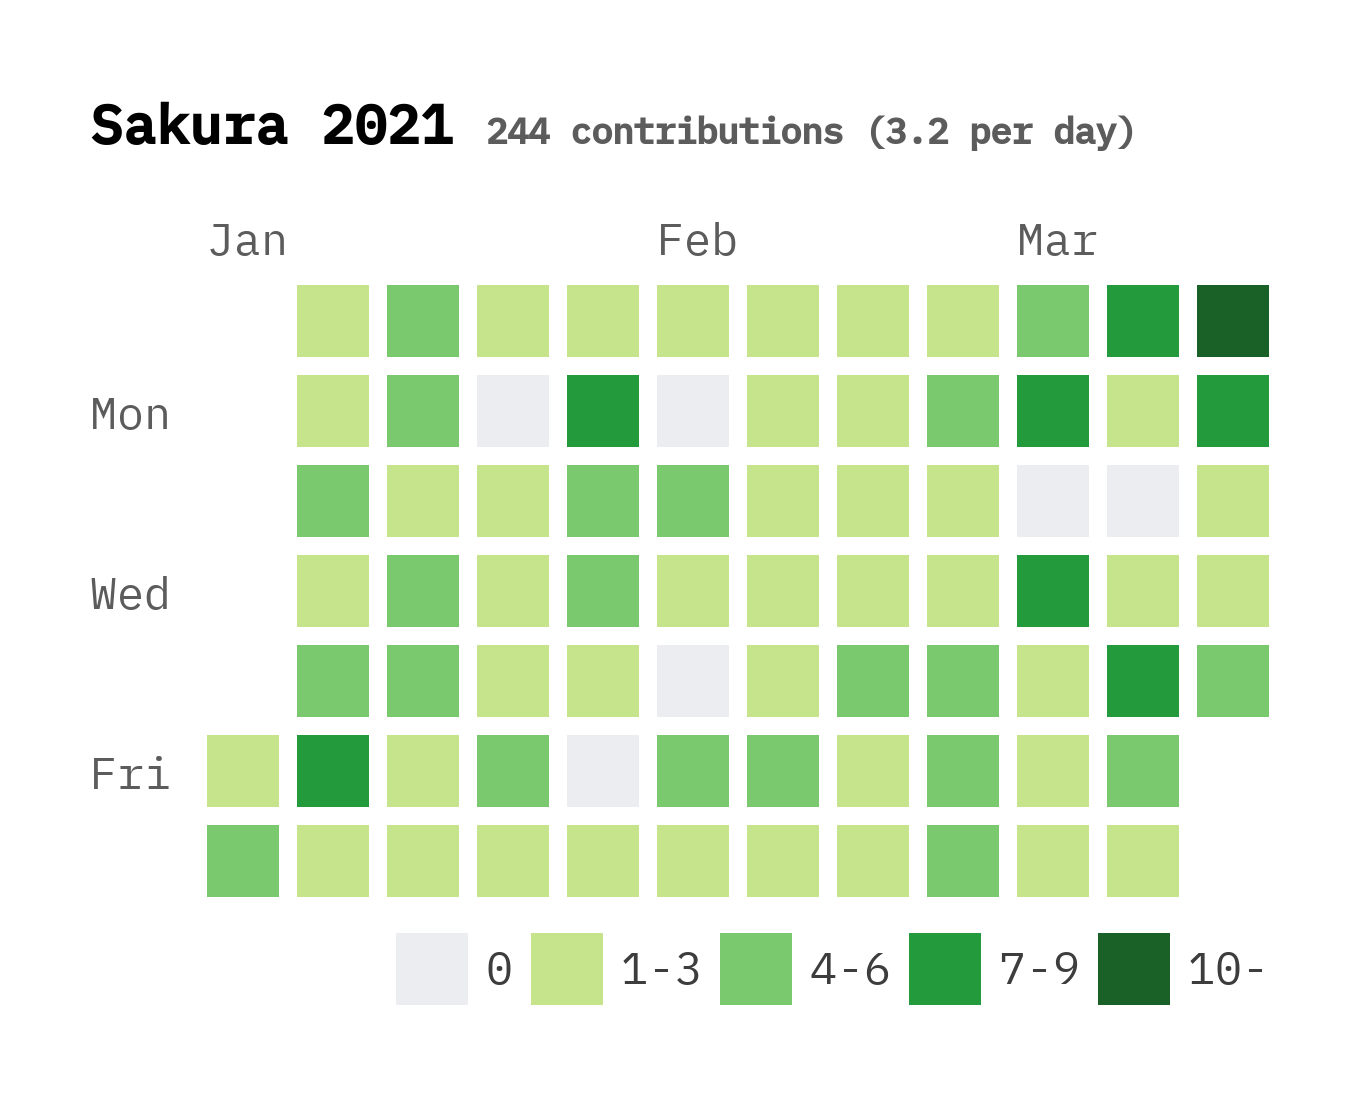 Sakura 2021 244 contributions (3.2 per day)
Jan Feb Mar
Mon
Wed
Fri
0 1-3 4-6 7-9 10-